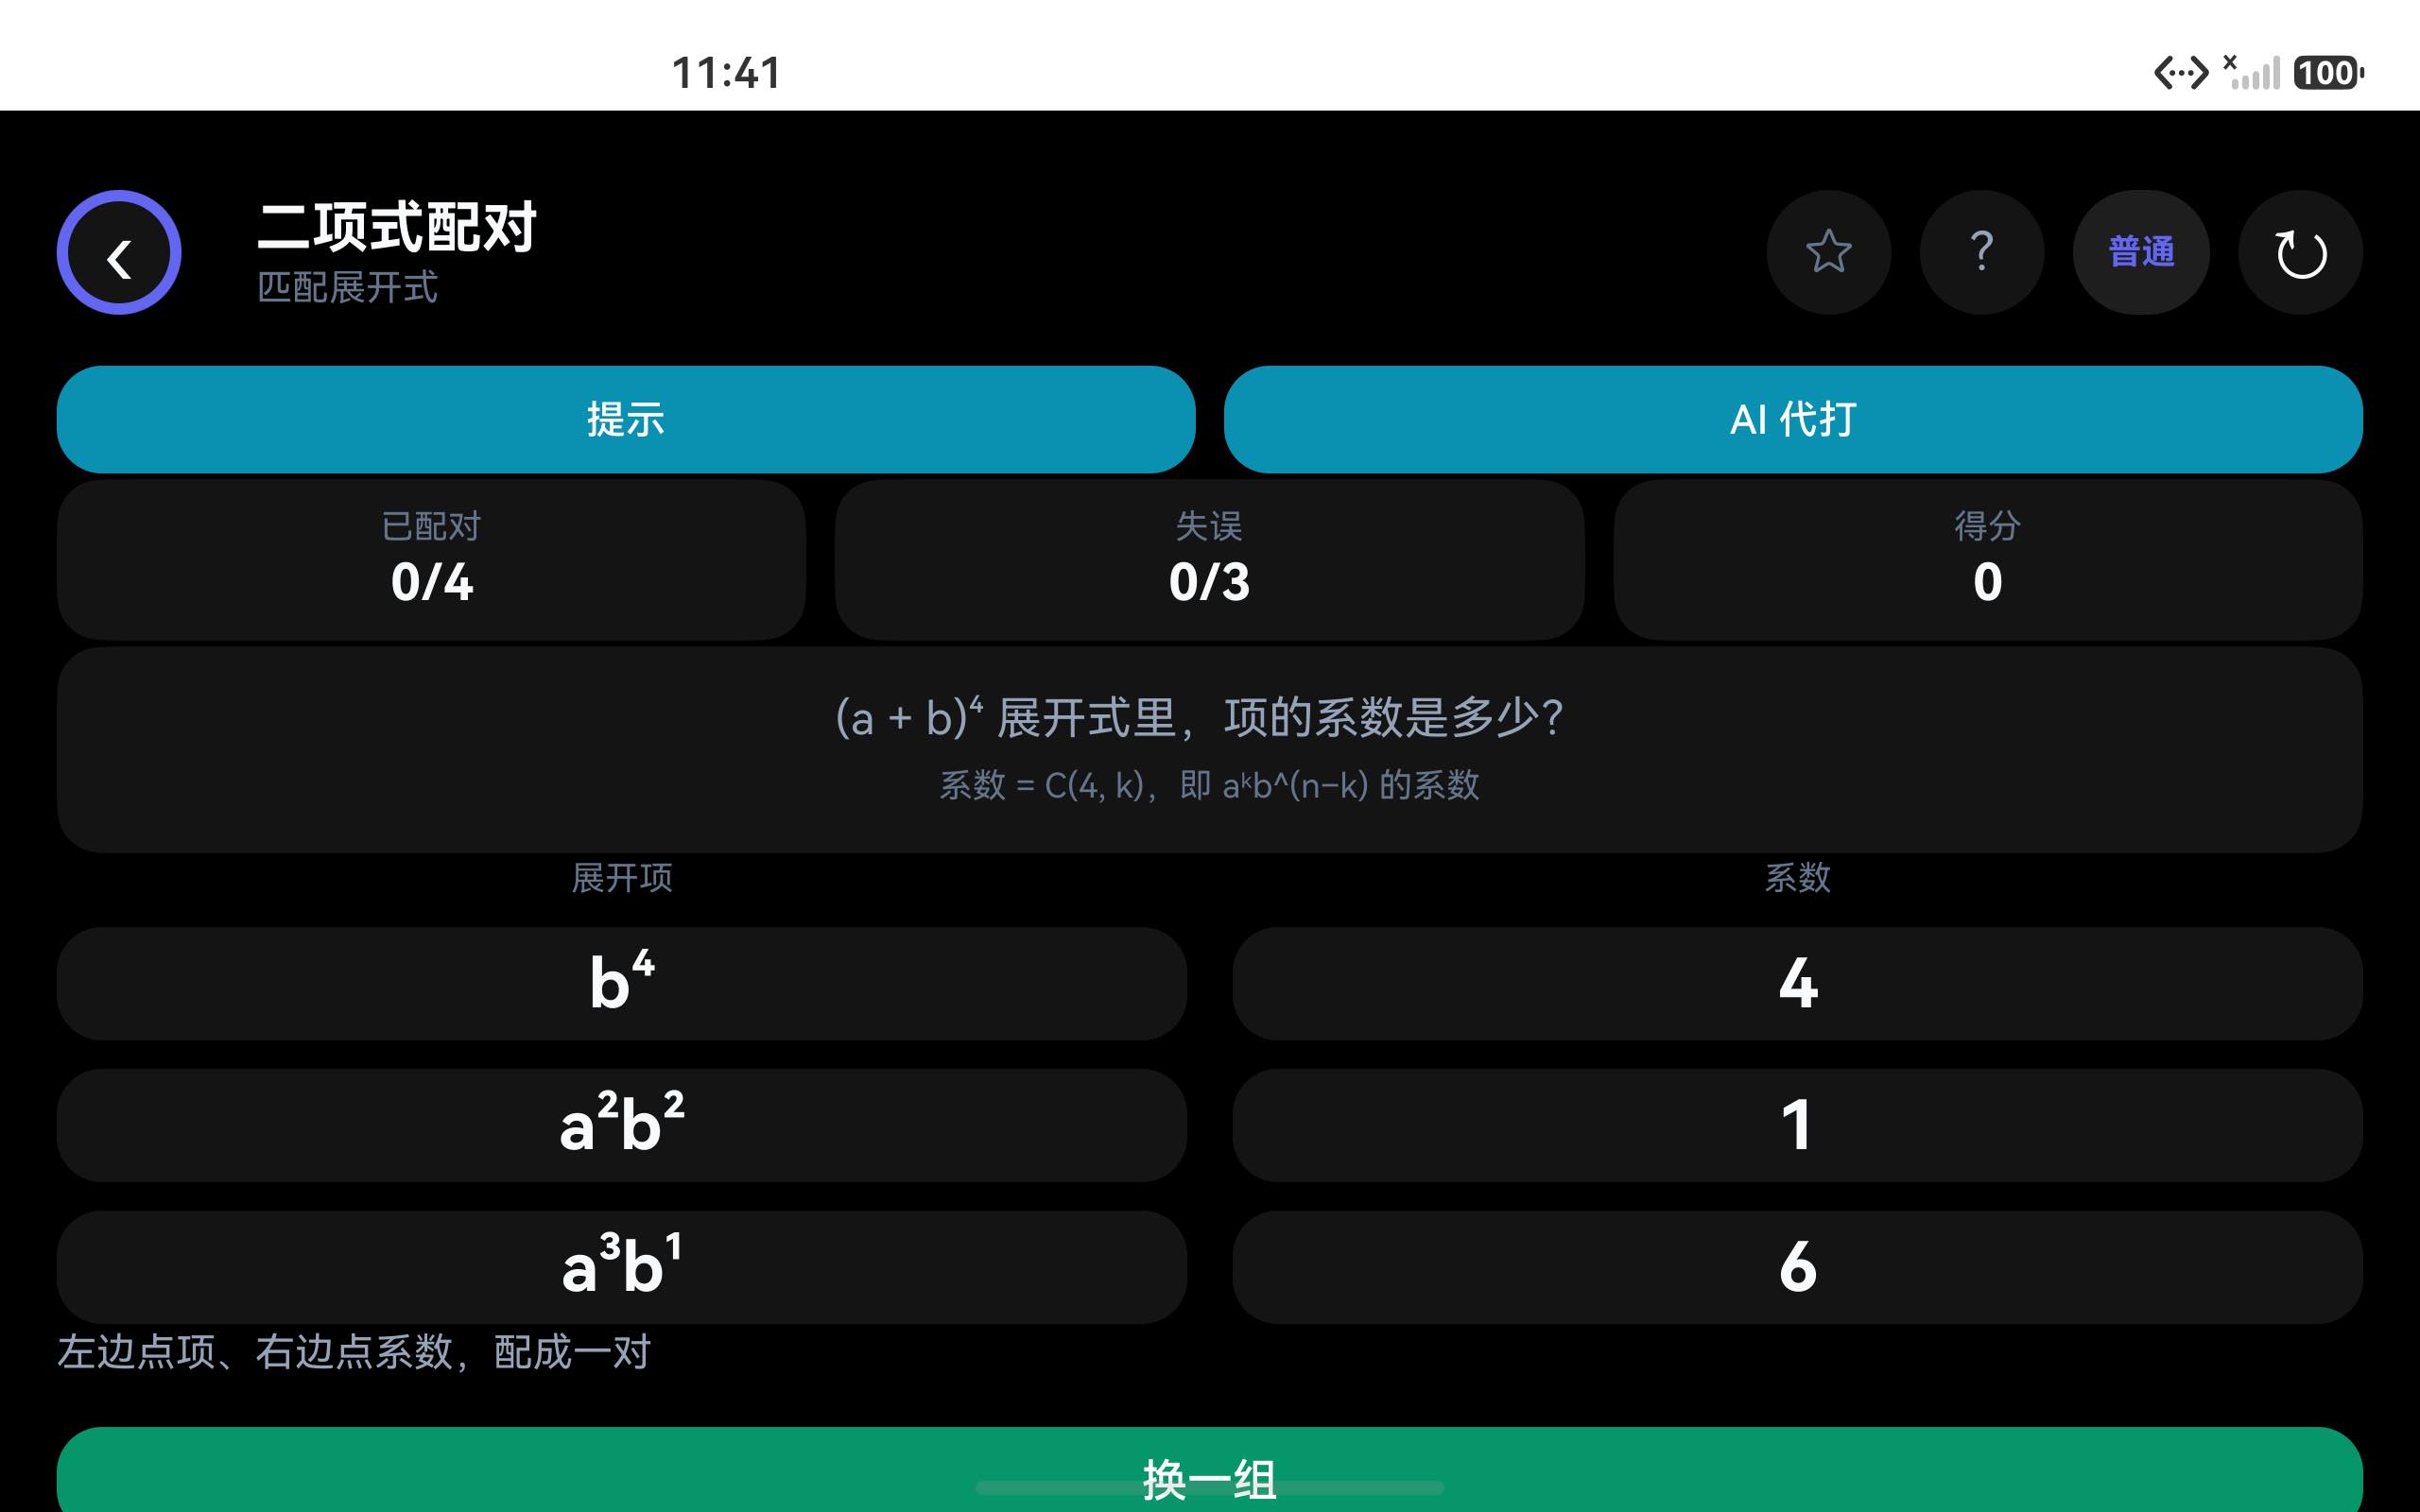 11:41
100
二项式配对
匹配展开式
?
普通
提示
AI 代打
已配对
0/4
失误
0/3
得分
0
(a + b)⁴ 展开式里，项的系数是多少?
系数 = C(4, k)，即 aᵏb^(n−k) 的系数
展开项
系数
b⁴
4
a²b²
1
a³b¹
6
左边点项、右边点系数，配成一对
换一组